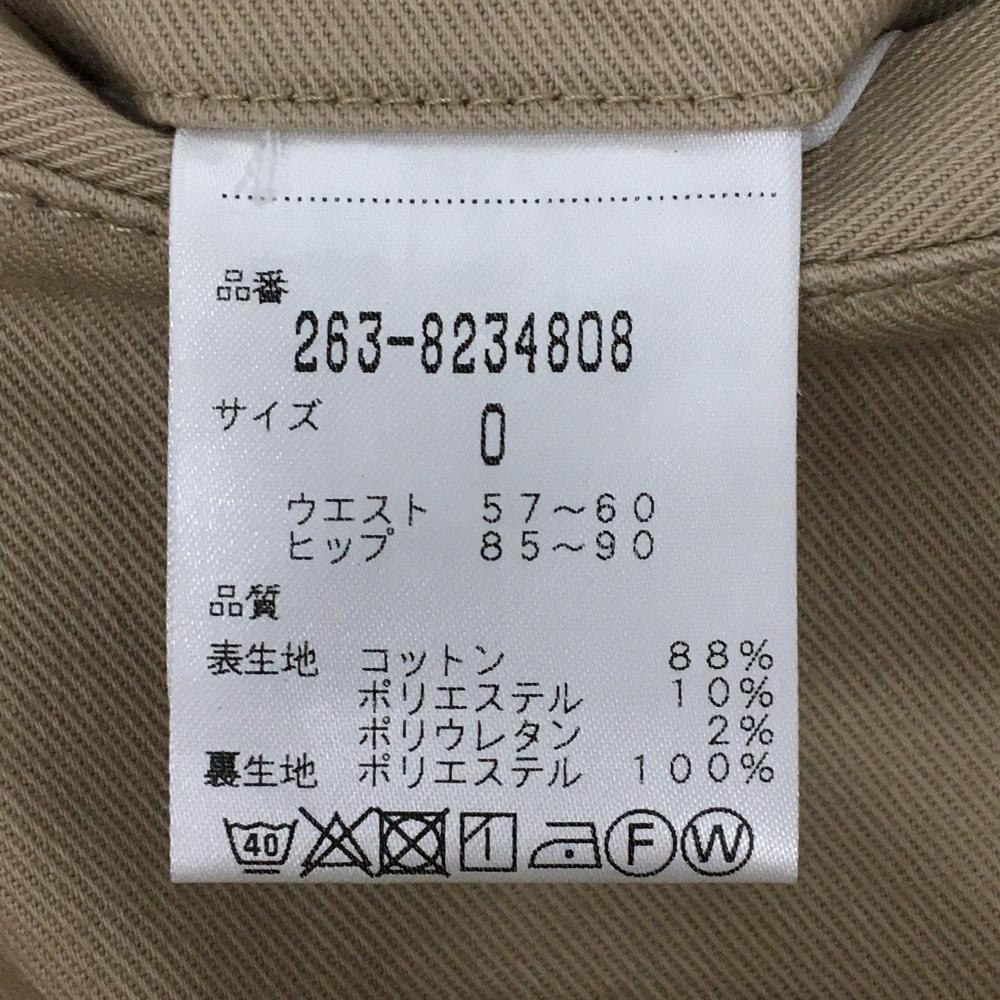 品番
263-8234808
サイズ 0
ウエスト 57～60
ヒップ 85～90
品質
表生地 コットン 88%
ポリエステル 10%
ポリウレタン 2%
裏生地 ポリエステル 100%
40 F W